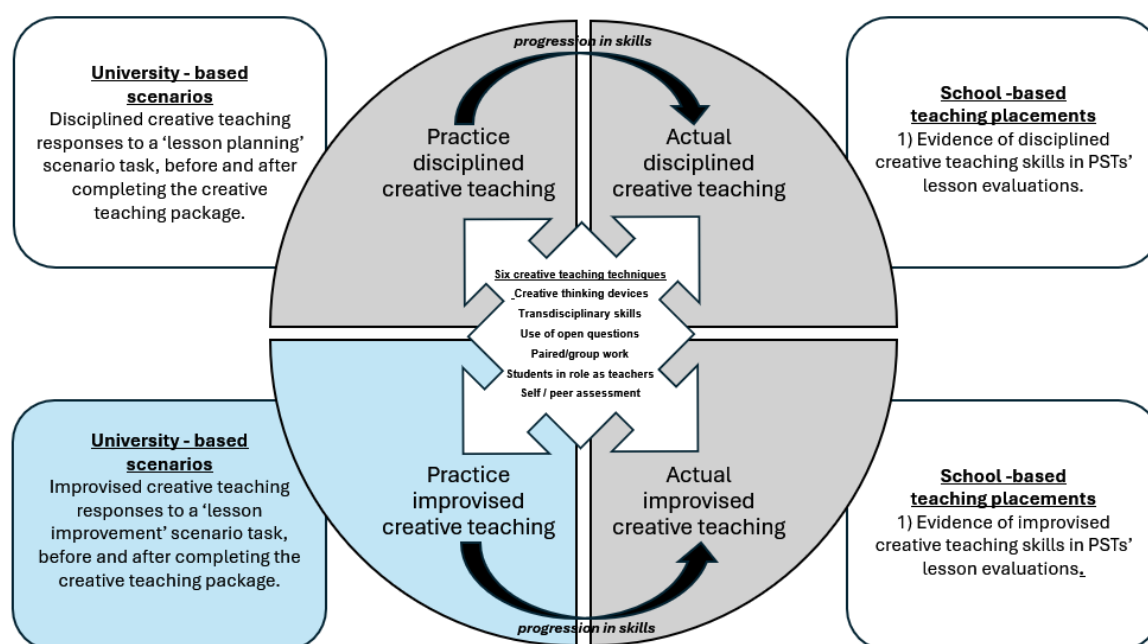 progression in skills
University - based
scenarios
Disciplined creative teaching
responses to a ‘lesson planning’
scenario task, before and after
completing the creative
teaching package.
Practice
disciplined
creative teaching
Actual
disciplined
creative teaching
School -based
teaching placements
1) Evidence of disciplined
creative teaching skills in PSTs’
lesson evaluations.
Six creative teaching techniques
Creative thinking devices
Transdisciplinary skills
Use of open questions
Paired/group work
Students in role as teachers
Self / peer assessment
University - based
scenarios
Improvised creative teaching
responses to a ‘lesson
improvement’ scenario task,
before and after completing the
creative teaching package.
Practice
improvised
creative teaching
Actual
improvised
creative teaching
School -based
teaching placements
1) Evidence of improvised
creative teaching skills in PSTs’
lesson evaluations.
progression in skills